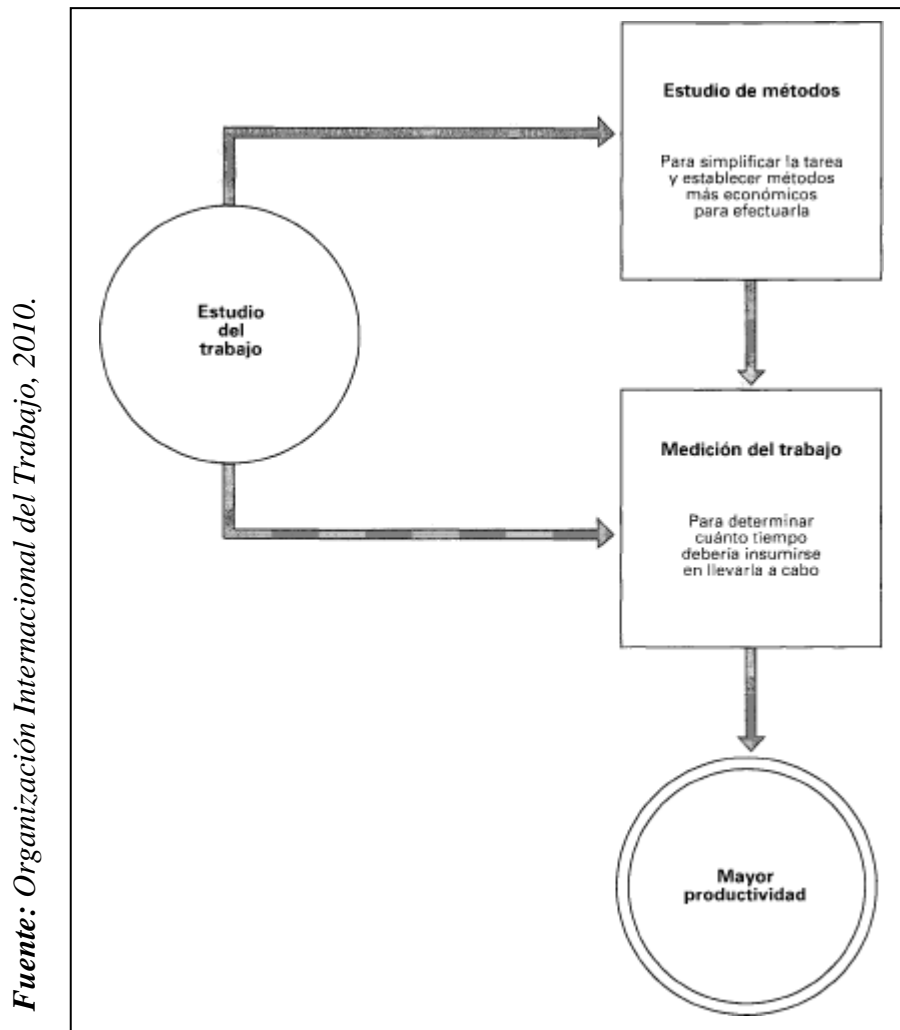 Estudio de métodos
Para simplificar la tarea
y establecer métodos
más económicos
para efectuarla
Estudio
del
trabajo
Medición del trabajo
Para determinar
cuánto tiempo
debería insumirse
en llevarla a cabo
Mayor
productividad
Fuente: Organización Internacional del Trabajo, 2010.